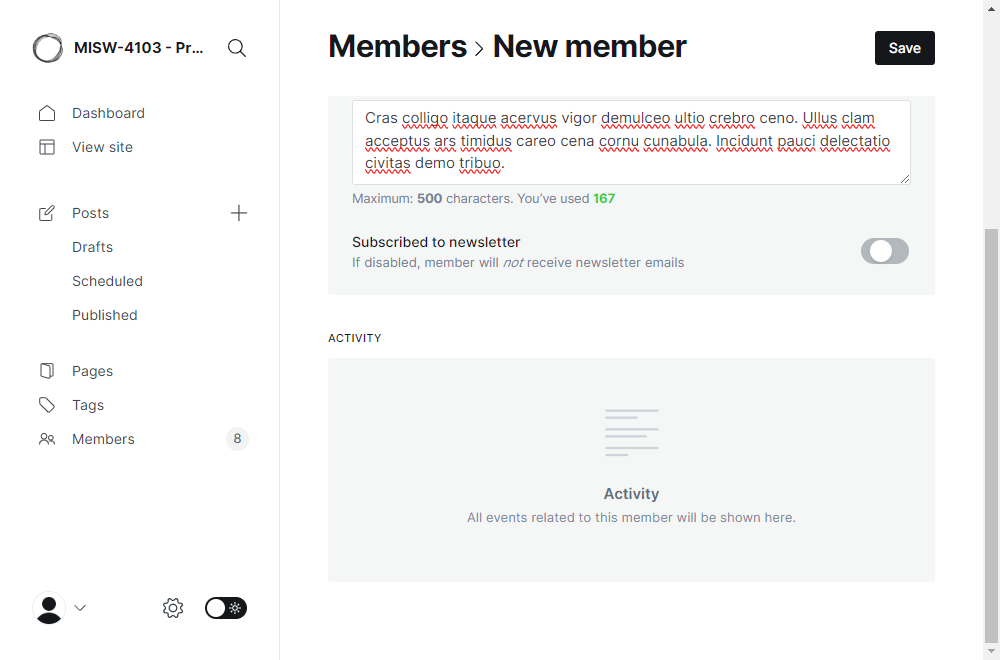 MISW-4103 - Pr...
Dashboard
View site
Posts
Drafts
Scheduled
Published
Pages
Tags
Members
8
Members > New member
Save
Cras colligo itaque acervus vigor demulceo ultio crebro ceno. Ullus clam
acceptus ars timidus careo cena cornu cunabula. Incidunt pauci delectatio
civitas demo tribuo.
Maximum: 500 characters. You've used 167
Subscribed to newsletter
If disabled, member will not receive newsletter emails
ACTIVITY
Activity
All events related to this member will be shown here.